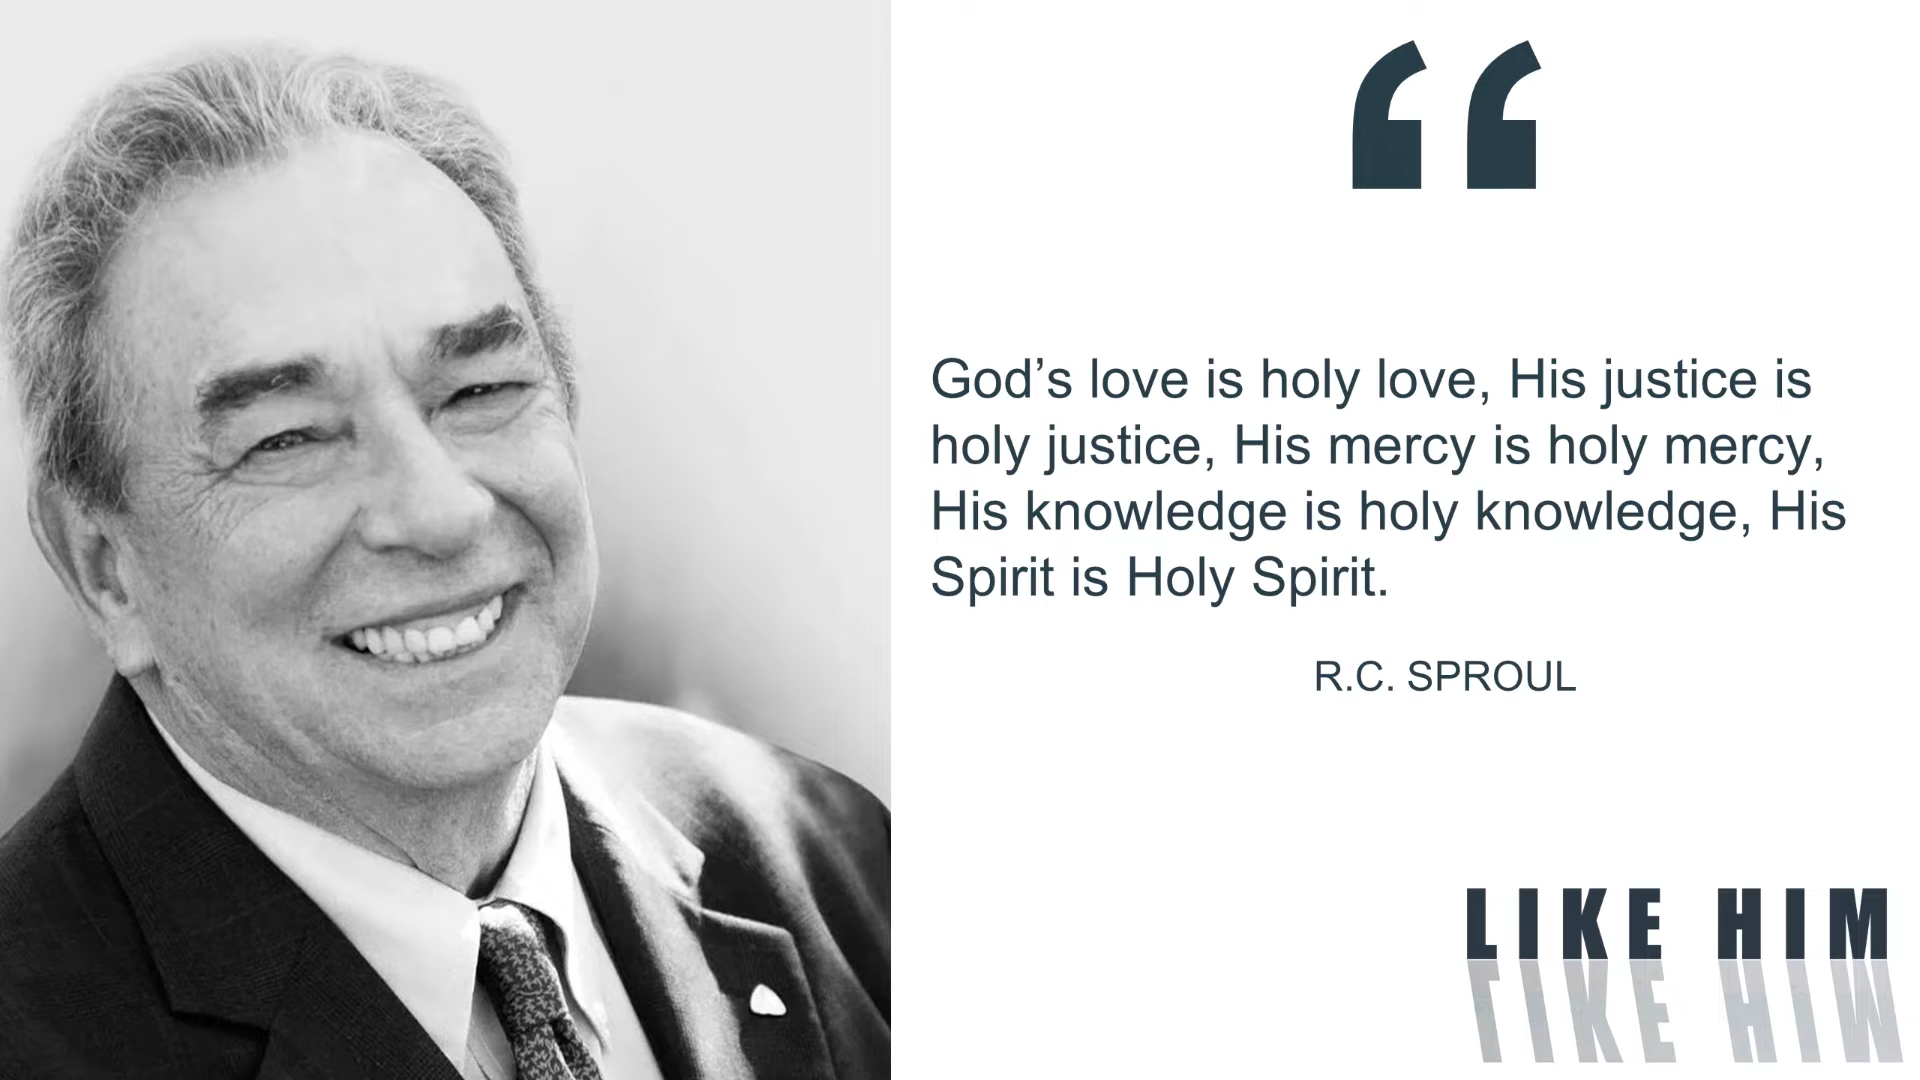 “
God’s love is holy love, His justice is
holy justice, His mercy is holy mercy,
His knowledge is holy knowledge, His
Spirit is Holy Spirit.
R.C. SPROUL
LIKE HIM